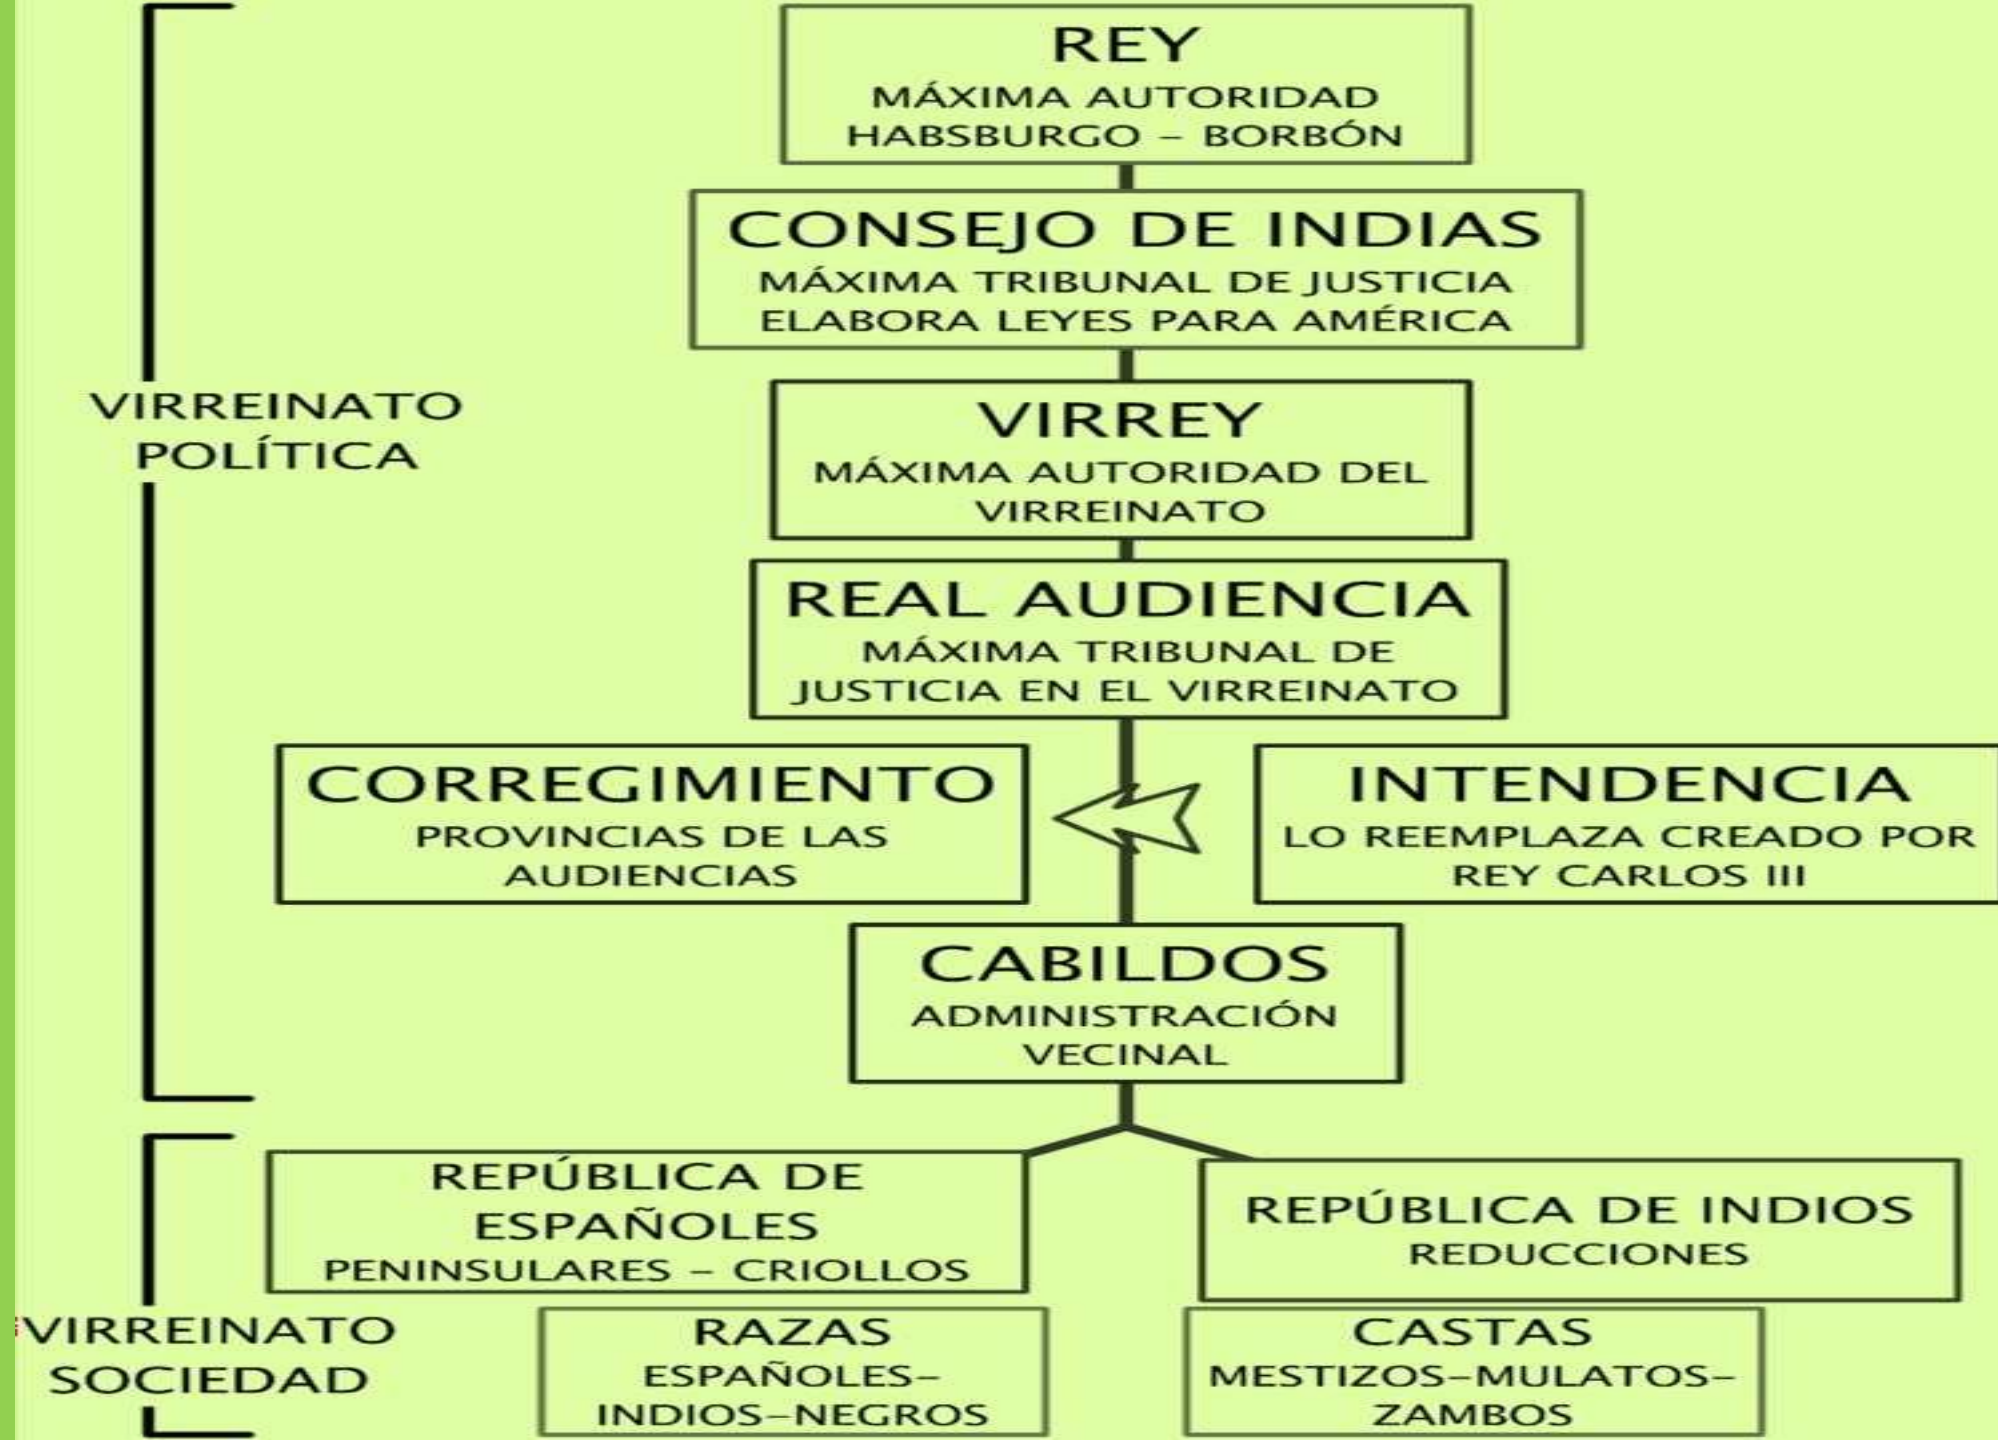 REY
MÁXIMA AUTORIDAD
HABSBURGO – BORBÓN
CONSEJO DE INDIAS
MÁXIMA TRIBUNAL DE JUSTICIA
ELABORA LEYES PARA AMÉRICA
VIRREINATO
POLÍTICA
VIRREY
MÁXIMA AUTORIDAD DEL
VIRREINATO
REAL AUDIENCIA
MÁXIMA TRIBUNAL DE
JUSTICIA EN EL VIRREINATO
CORREGIMIENTO
PROVINCIAS DE LAS
AUDIENCIAS
INTENDENCIA
LO REEMPLAZA CREADO POR
REY CARLOS III
CABILDOS
ADMINISTRACIÓN
VECINAL
REPÚBLICA DE
ESPAÑOLES
PENINSULARES – CRIOLLOS
REPÚBLICA DE INDIOS
REDUCCIONES
VIRREINATO
SOCIEDAD
RAZAS
ESPAÑOLES–
INDIOS–NEGROS
CASTAS
MESTIZOS–MULATOS–
ZAMBOS